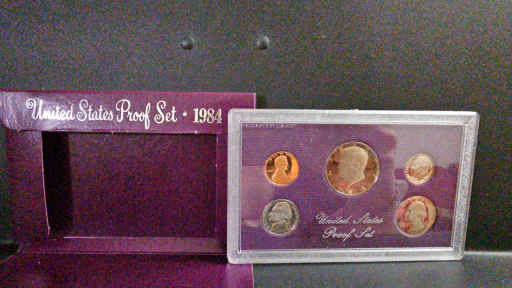 United States Proof Set · 1984
United States
Proof Set